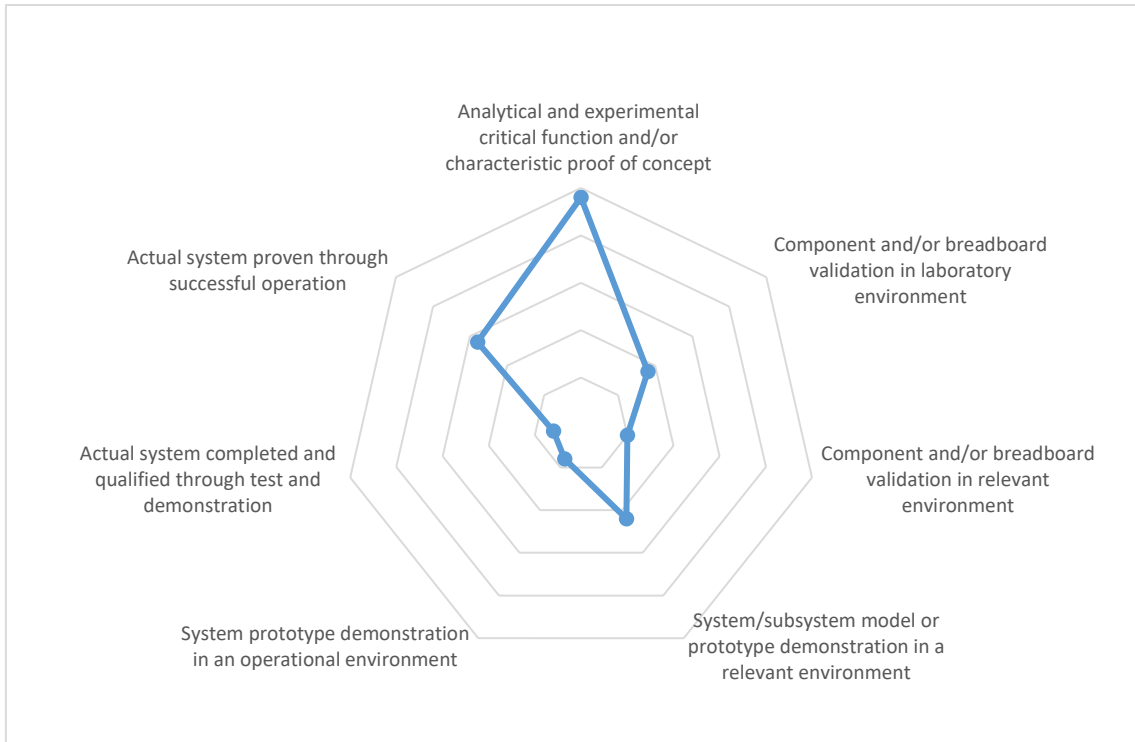 Analytical and experimental
critical function and/or
characteristic proof of concept
Component and/or breadboard
validation in laboratory
environment
Component and/or breadboard
validation in relevant
environment
System/subsystem model or
prototype demonstration in a
relevant environment
System prototype demonstration
in an operational environment
Actual system completed and
qualified through test and
demonstration
Actual system proven through
successful operation